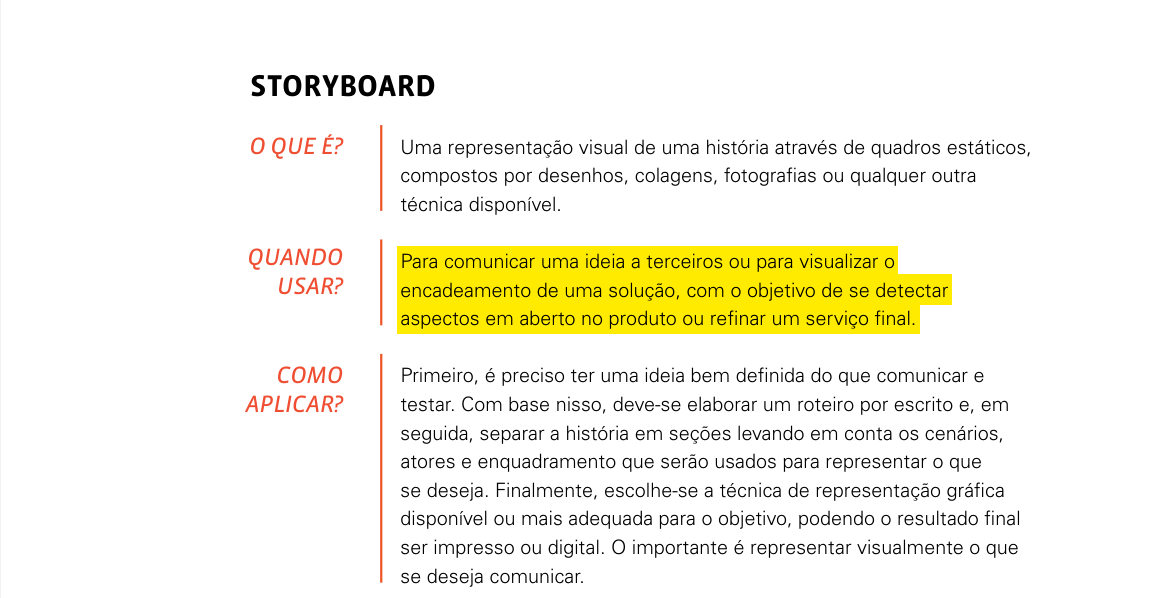 STORYBOARD
O QUE É?
Uma representação visual de uma história através de quadros estáticos,
compostos por desenhos, colagens, fotografias ou qualquer outra
técnica disponível.
QUANDO
USAR?
Para comunicar uma ideia a terceiros ou para visualizar o
encadeamento de uma solução, com o objetivo de se detectar
aspectos em aberto no produto ou refinar um serviço final.
COMO
APLICAR?
Primeiro, é preciso ter uma ideia bem definida do que comunicar e
testar. Com base nisso, deve-se elaborar um roteiro por escrito e, em
seguida, separar a história em seções levando em conta os cenários,
atores e enquadramento que serão usados para representar o que
se deseja. Finalmente, escolhe-se a técnica de representação gráfica
disponível ou mais adequada para o objetivo, podendo o resultado final
ser impresso ou digital. O importante é representar visualmente o que
se deseja comunicar.